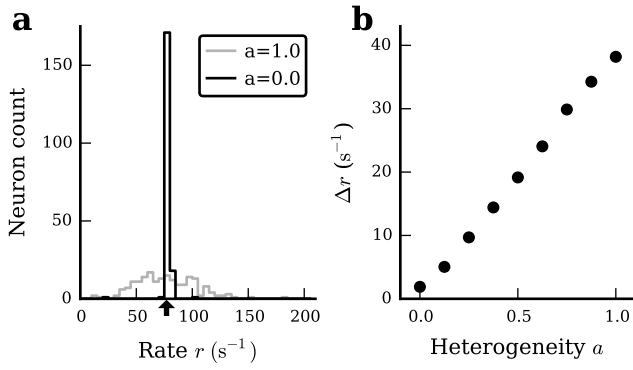 a
a=1.0
a=0.0
Neuron count
150
100
50
0
0 50 100 150 200
Rate r (s⁻¹)
b
Δr (s⁻¹)
40
30
20
10
0
0.0 0.5 1.0
Heterogeneity a